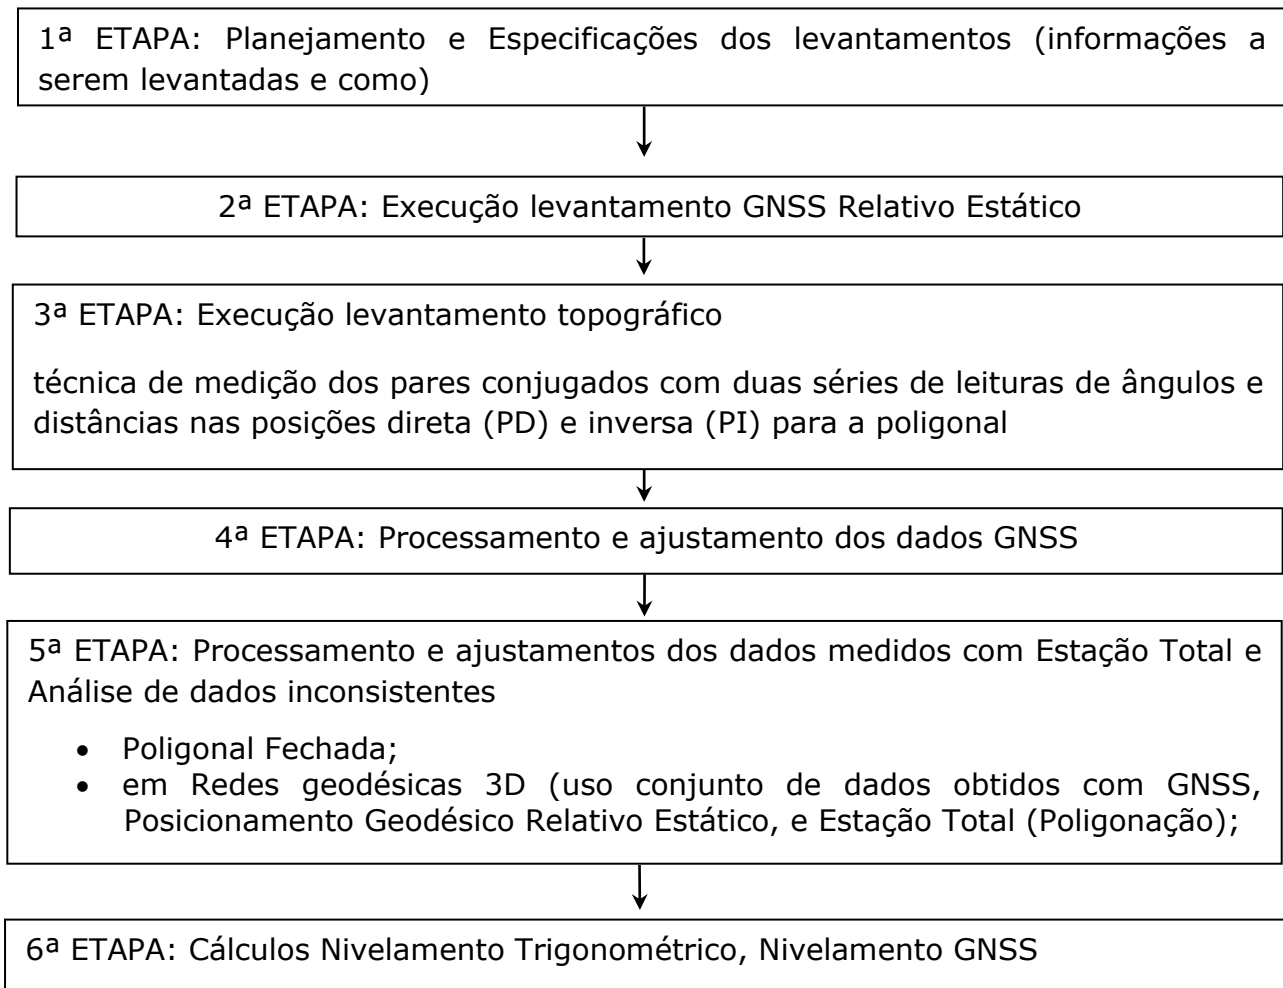 1ª ETAPA: Planejamento e Especificações dos levantamentos (informações a
serem levantadas e como)
2ª ETAPA: Execução levantamento GNSS Relativo Estático
3ª ETAPA: Execução levantamento topográfico
técnica de medição dos pares conjugados com duas séries de leituras de ângulos e
distâncias nas posições direta (PD) e inversa (PI) para a poligonal
4ª ETAPA: Processamento e ajustamento dos dados GNSS
5ª ETAPA: Processamento e ajustamentos dos dados medidos com Estação Total e
Análise de dados inconsistentes
• Poligonal Fechada;
• em Redes geodésicas 3D (uso conjunto de dados obtidos com GNSS,
Posicionamento Geodésico Relativo Estático, e Estação Total (Poligonação);
6ª ETAPA: Cálculos Nivelamento Trigonométrico, Nivelamento GNSS